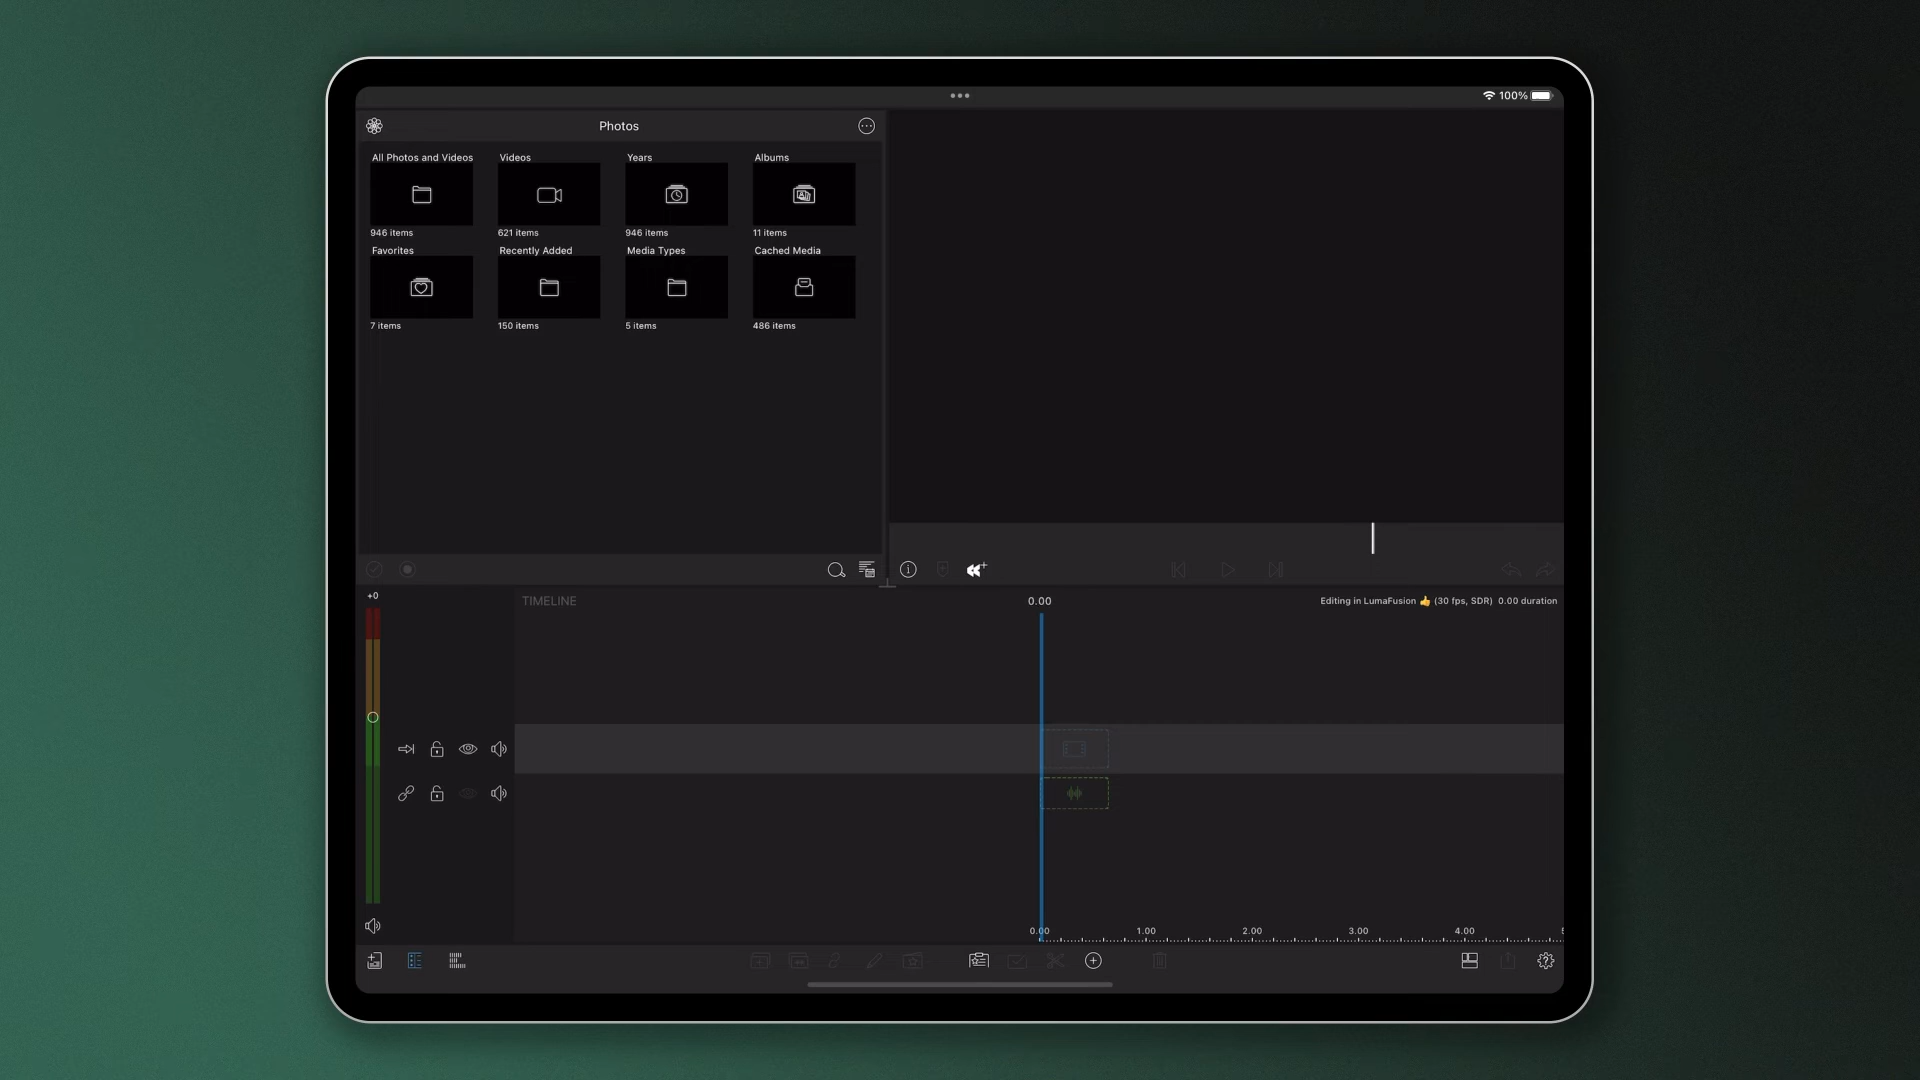 100%
Photos
All Photos and Videos Videos Years Albums
946 items 621 items 946 items 11 items
Favorites Recently Added Media Types Cached Media
7 items 150 items 5 items 486 items
+0
TIMELINE 0.00 Editing in LumaFusion 👍 (30 fps, SDR) 0.00 duration
0.00 1.00 2.00 3.00 4.00